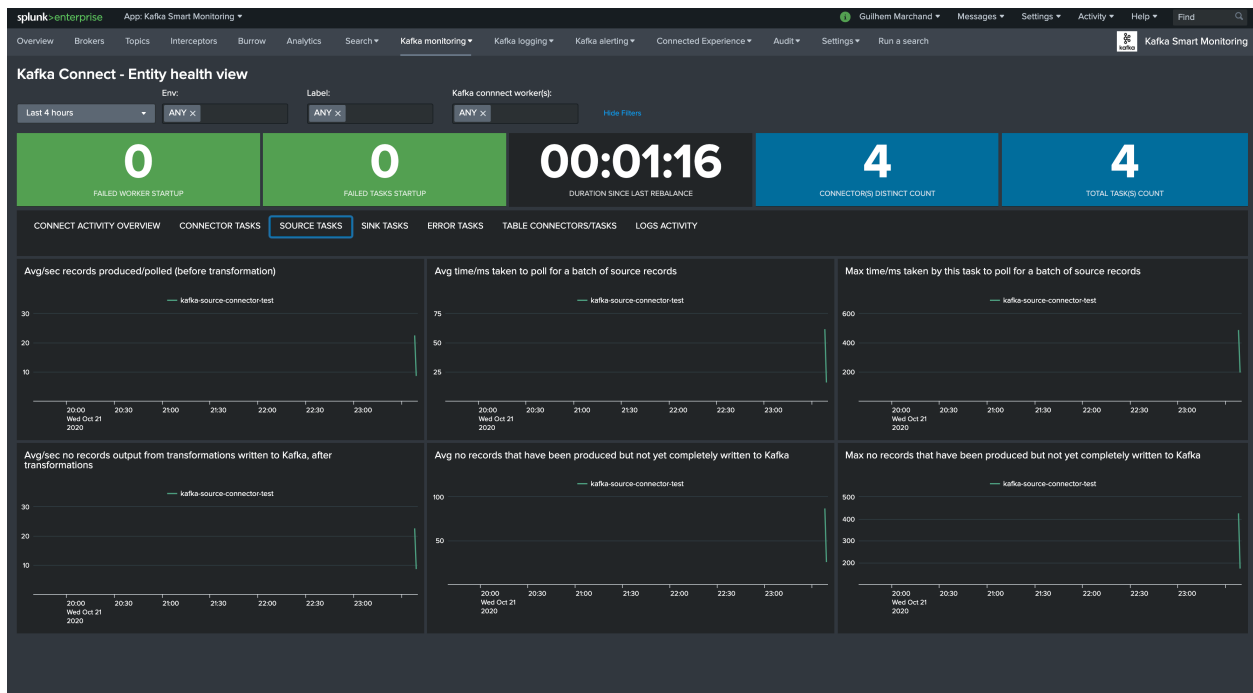 splunk>enterprise App: Kafka Smart Monitoring Guilhem Marchand Messages Settings Activity Help Find
Overview Brokers Topics Interceptors Burrow Analytics Search Kafka monitoring Kafka logging Kafka alerting Connected Experience Audit Settings Run a search kafka Kafka Smart Monitoring
Kafka Connect - Entity health view
Env: Label: Kafka connnect worker(s):
Last 4 hours ANY × ANY × ANY × Hide Filters
0 0 00:01:16 4 4
FAILED WORKER STARTUP FAILED TASKS STARTUP DURATION SINCE LAST REBALANCE CONNECTOR(S) DISTINCT COUNT TOTAL TASK(S) COUNT
CONNECT ACTIVITY OVERVIEW CONNECTOR TASKS SOURCE TASKS SINK TASKS ERROR TASKS TABLE CONNECTORS/TASKS LOGS ACTIVITY
Avg/sec records produced/polled (before transformation)
kafka-source-connector-test
30
20
10
20:00 20:30 21:00 21:30 22:00 22:30 23:00
Wed Oct 21
2020
Avg time/ms taken to poll for a batch of source records
kafka-source-connector-test
75
50
25
20:00 20:30 21:00 21:30 22:00 22:30 23:00
Wed Oct 21
2020
Max time/ms taken by this task to poll for a batch of source records
kafka-source-connector-test
600
400
200
20:00 20:30 21:00 21:30 22:00 22:30 23:00
Wed Oct 21
2020
Avg/sec no records output from transformations written to Kafka, after
transformations
kafka-source-connector-test
30
20
10
20:00 20:30 21:00 21:30 22:00 22:30 23:00
Wed Oct 21
2020
Avg no records that have been produced but not yet completely written to Kafka
kafka-source-connector-test
100
50
20:00 20:30 21:00 21:30 22:00 22:30 23:00
Wed Oct 21
2020
Max no records that have been produced but not yet completely written to Kafka
kafka-source-connector-test
500
400
300
200
20:00 20:30 21:00 21:30 22:00 22:30 23:00
Wed Oct 21
2020